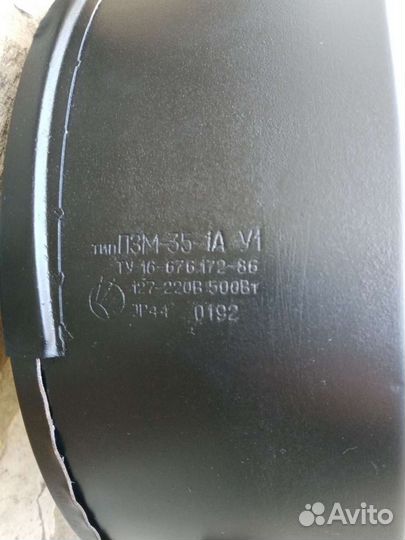 тип ПЗМ-35-1А У1
ТУ 16-676.172-86
127-220В 500Вт
IP44 0192
Avito